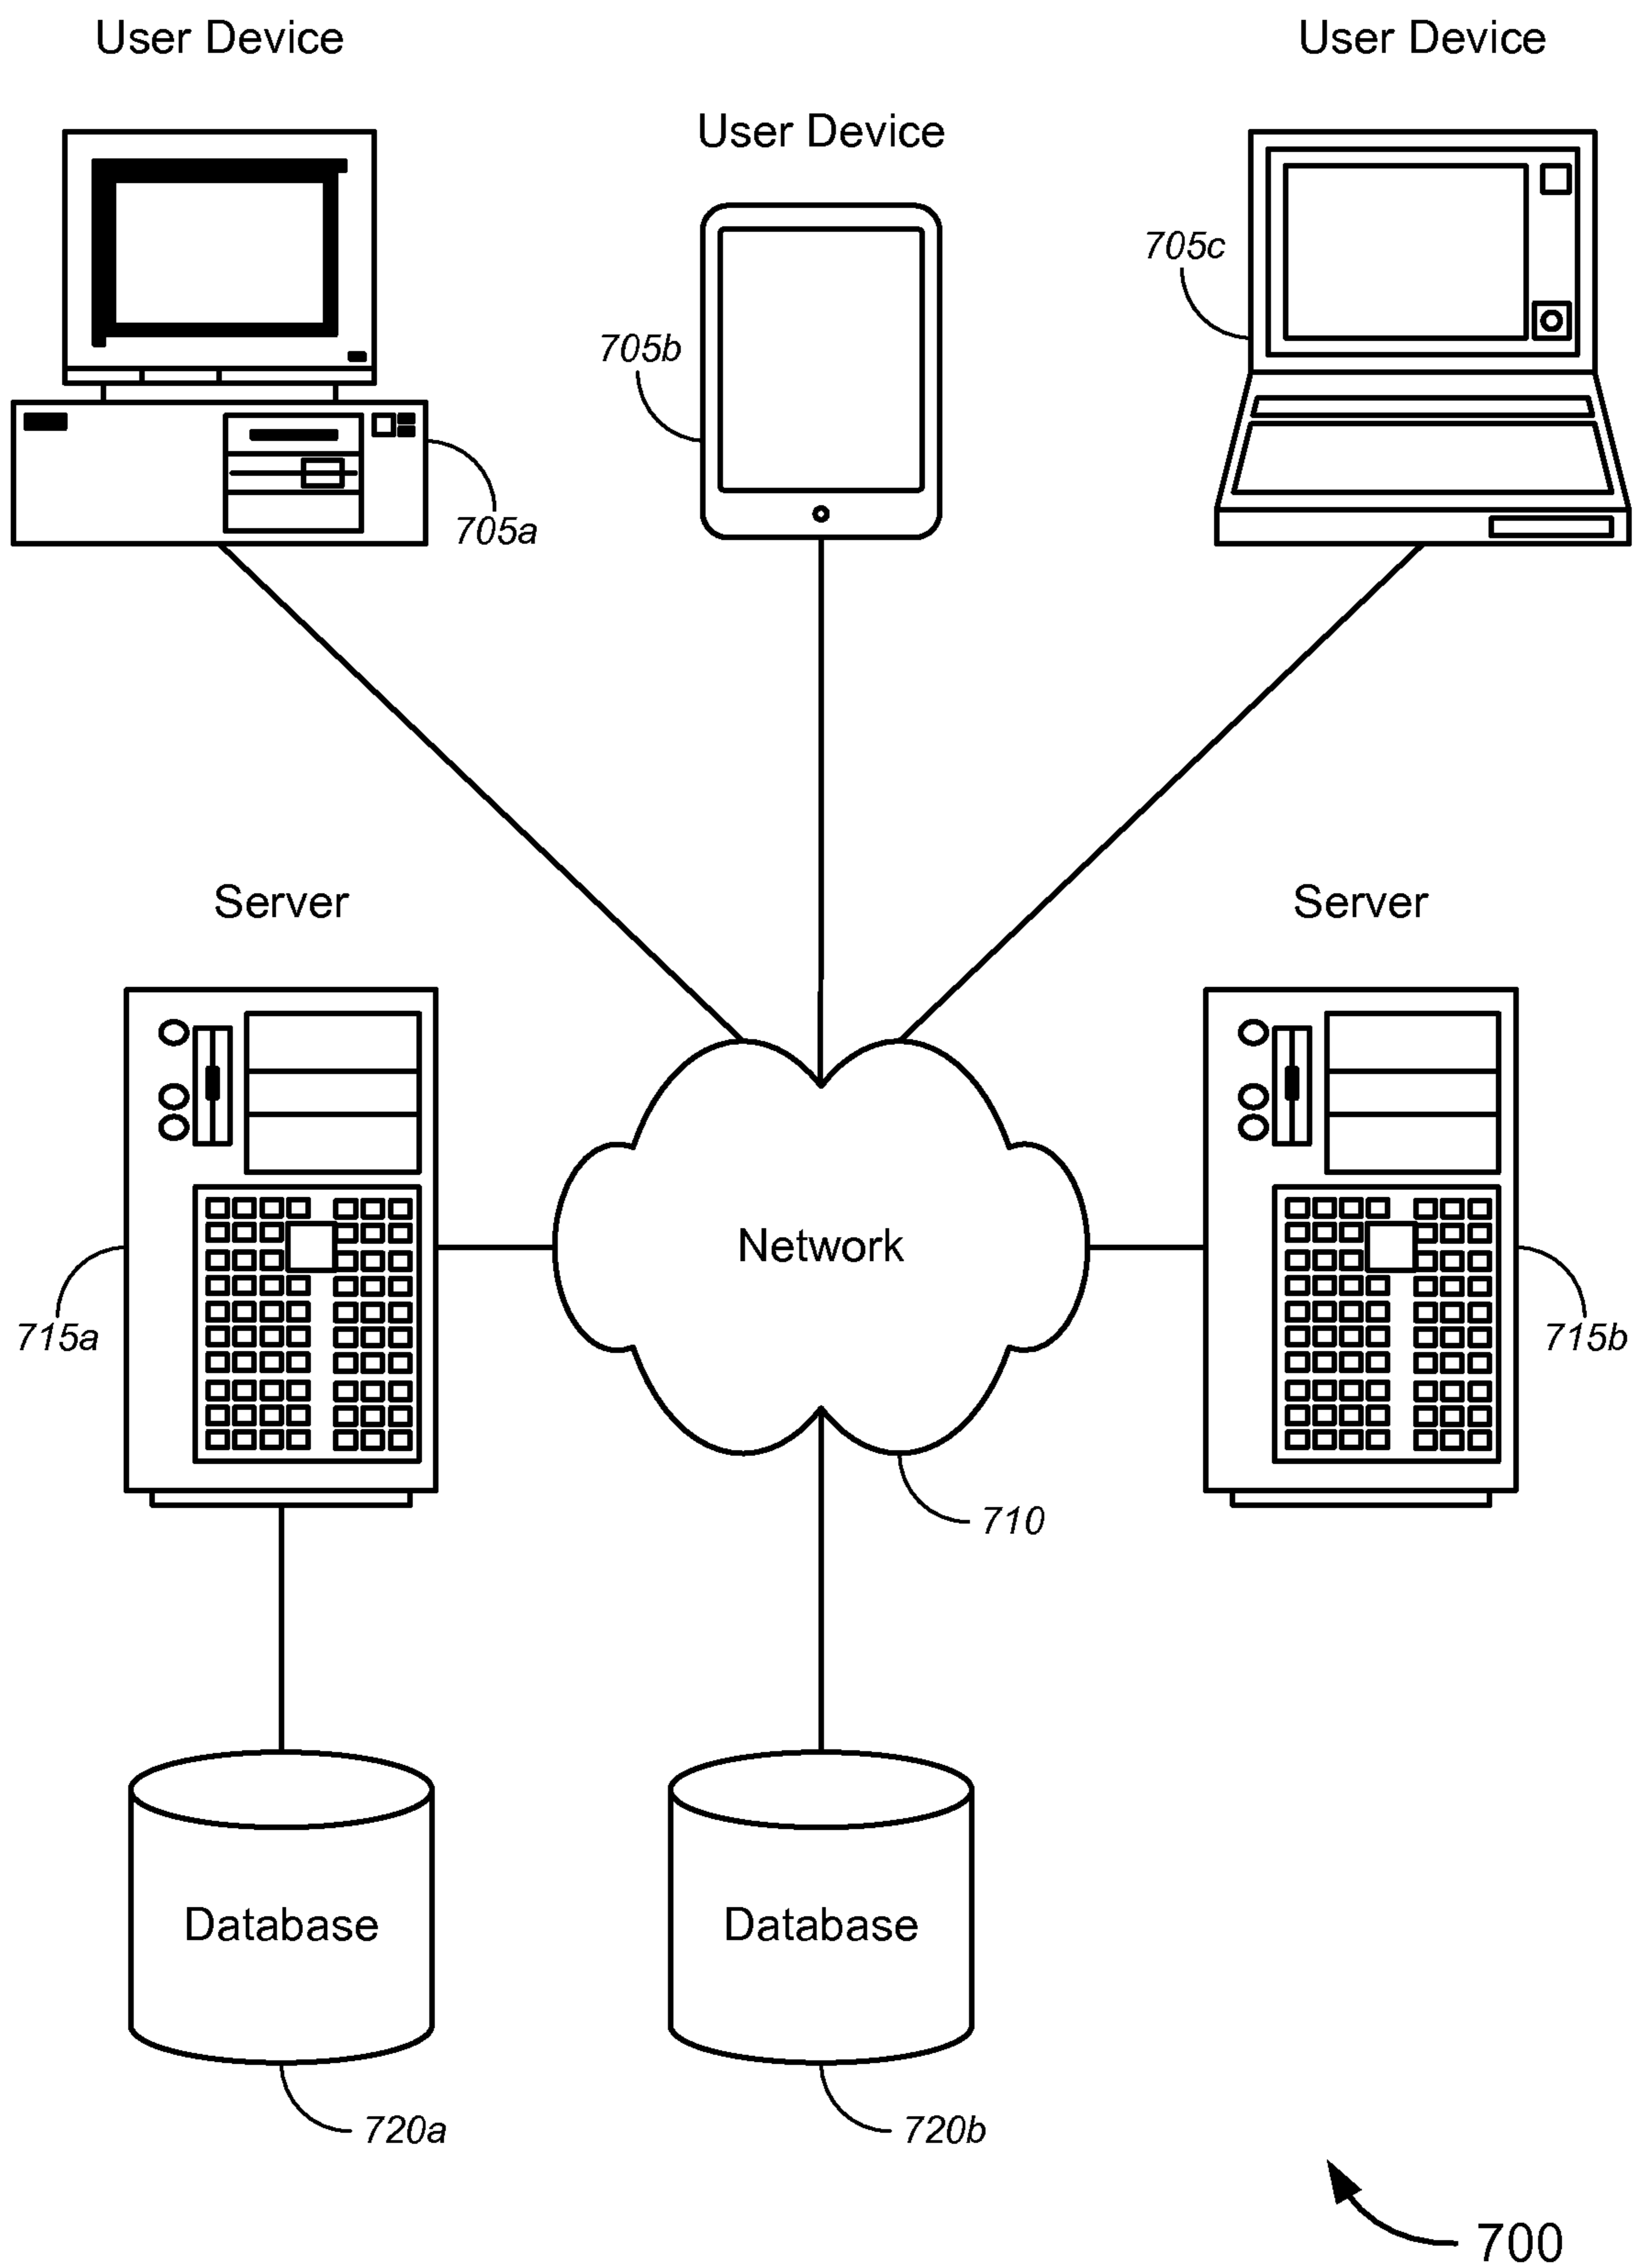 User Device
User Device
User Device
705c
705b
705a
Server
Server
Network
715a
715b
710
Database
Database
720a
720b
700